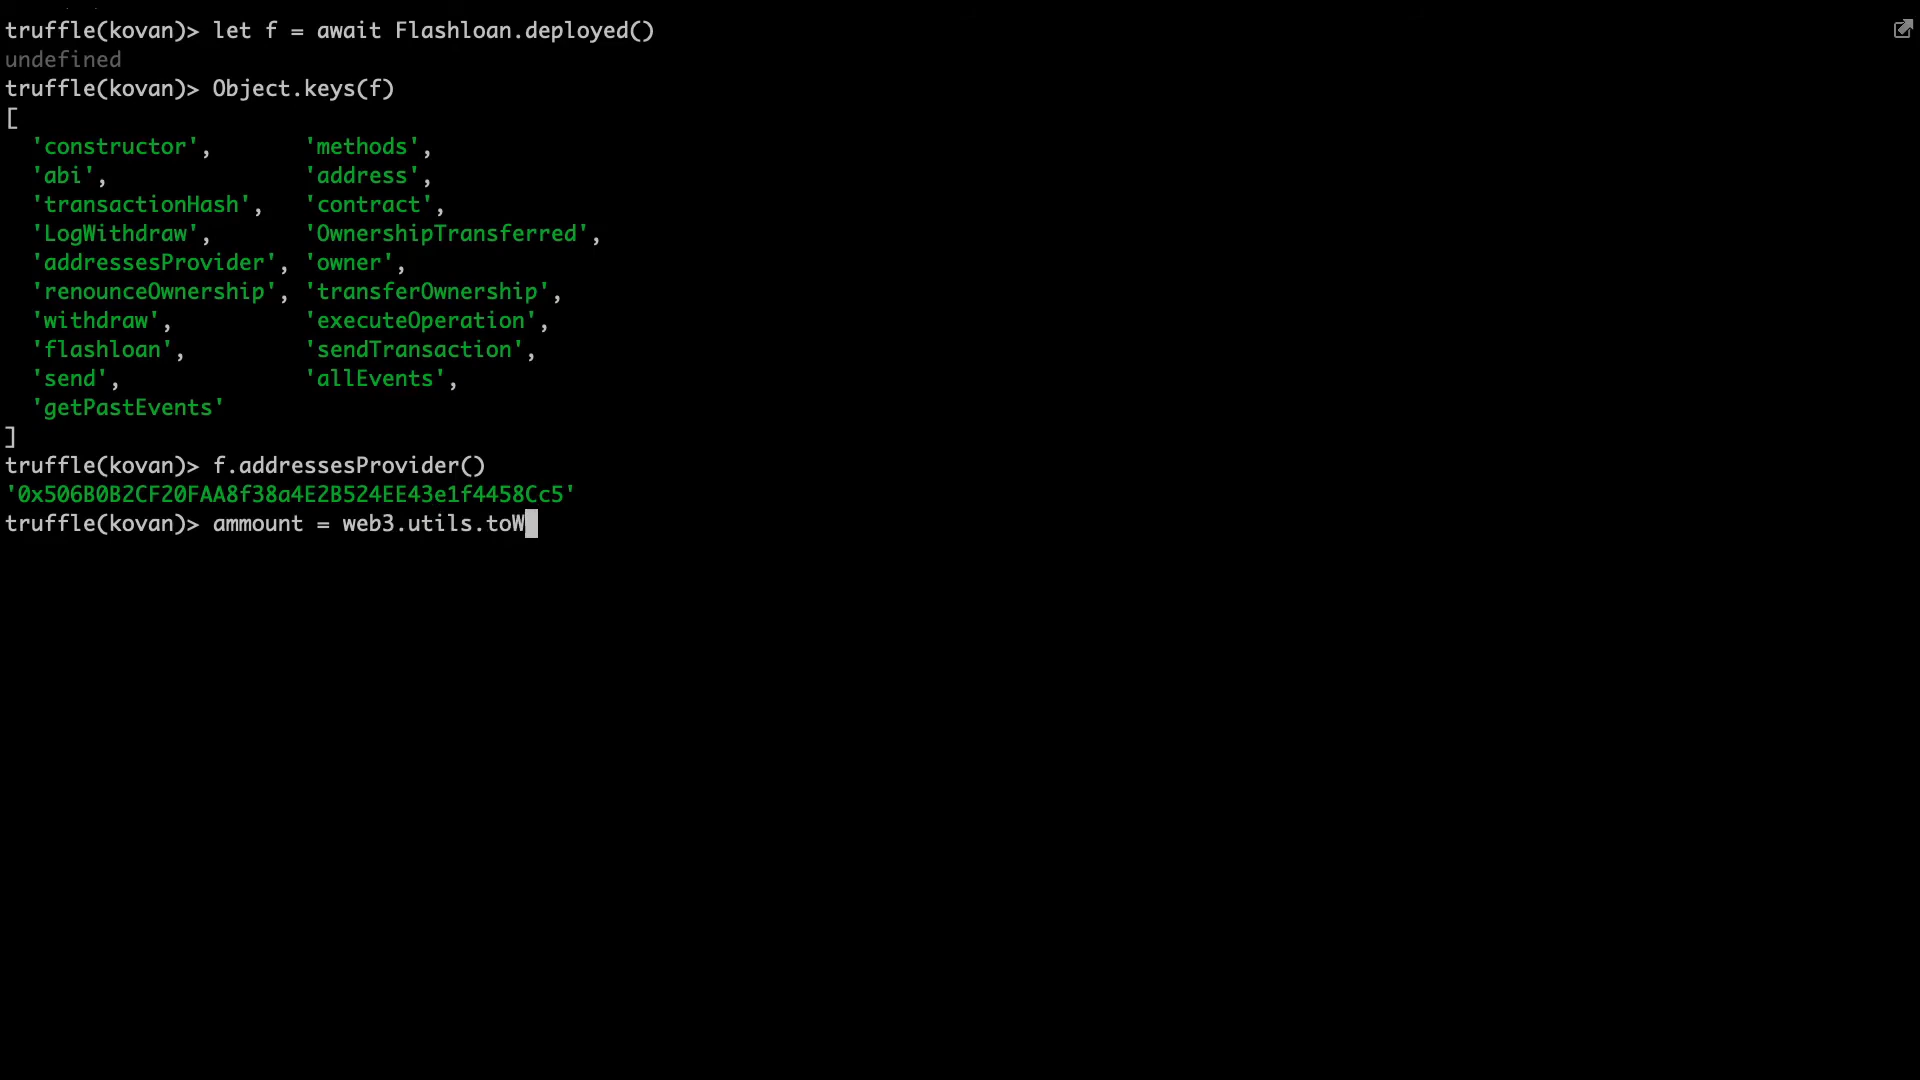 truffle(kovan)> let f = await Flashloan.deployed()
undefined
truffle(kovan)> Object.keys(f)
[
  'constructor',       'methods',
  'abi',               'address',
  'transactionHash',   'contract',
  'LogWithdraw',       'OwnershipTransferred',
  'addressesProvider', 'owner',
  'renounceOwnership', 'transferOwnership',
  'withdraw',          'executeOperation',
  'flashloan',         'sendTransaction',
  'send',              'allEvents',
  'getPastEvents'
]
truffle(kovan)> f.addressesProvider()
'0x506B0B2CF20FAA8f38a4E2B524EE43e1f4458Cc5'
truffle(kovan)> ammount = web3.utils.toW